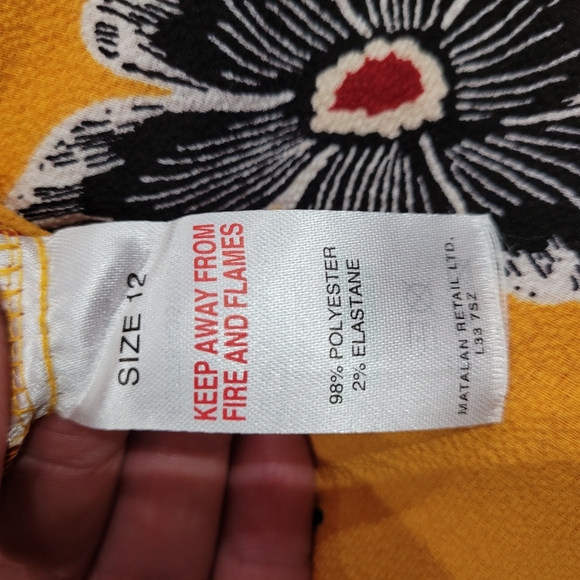 SIZE 12
KEEP AWAY FROM
FIRE AND FLAMES
98% POLYESTER
2% ELASTANE
MATALAN RETAIL LTD.
L33 7SZ